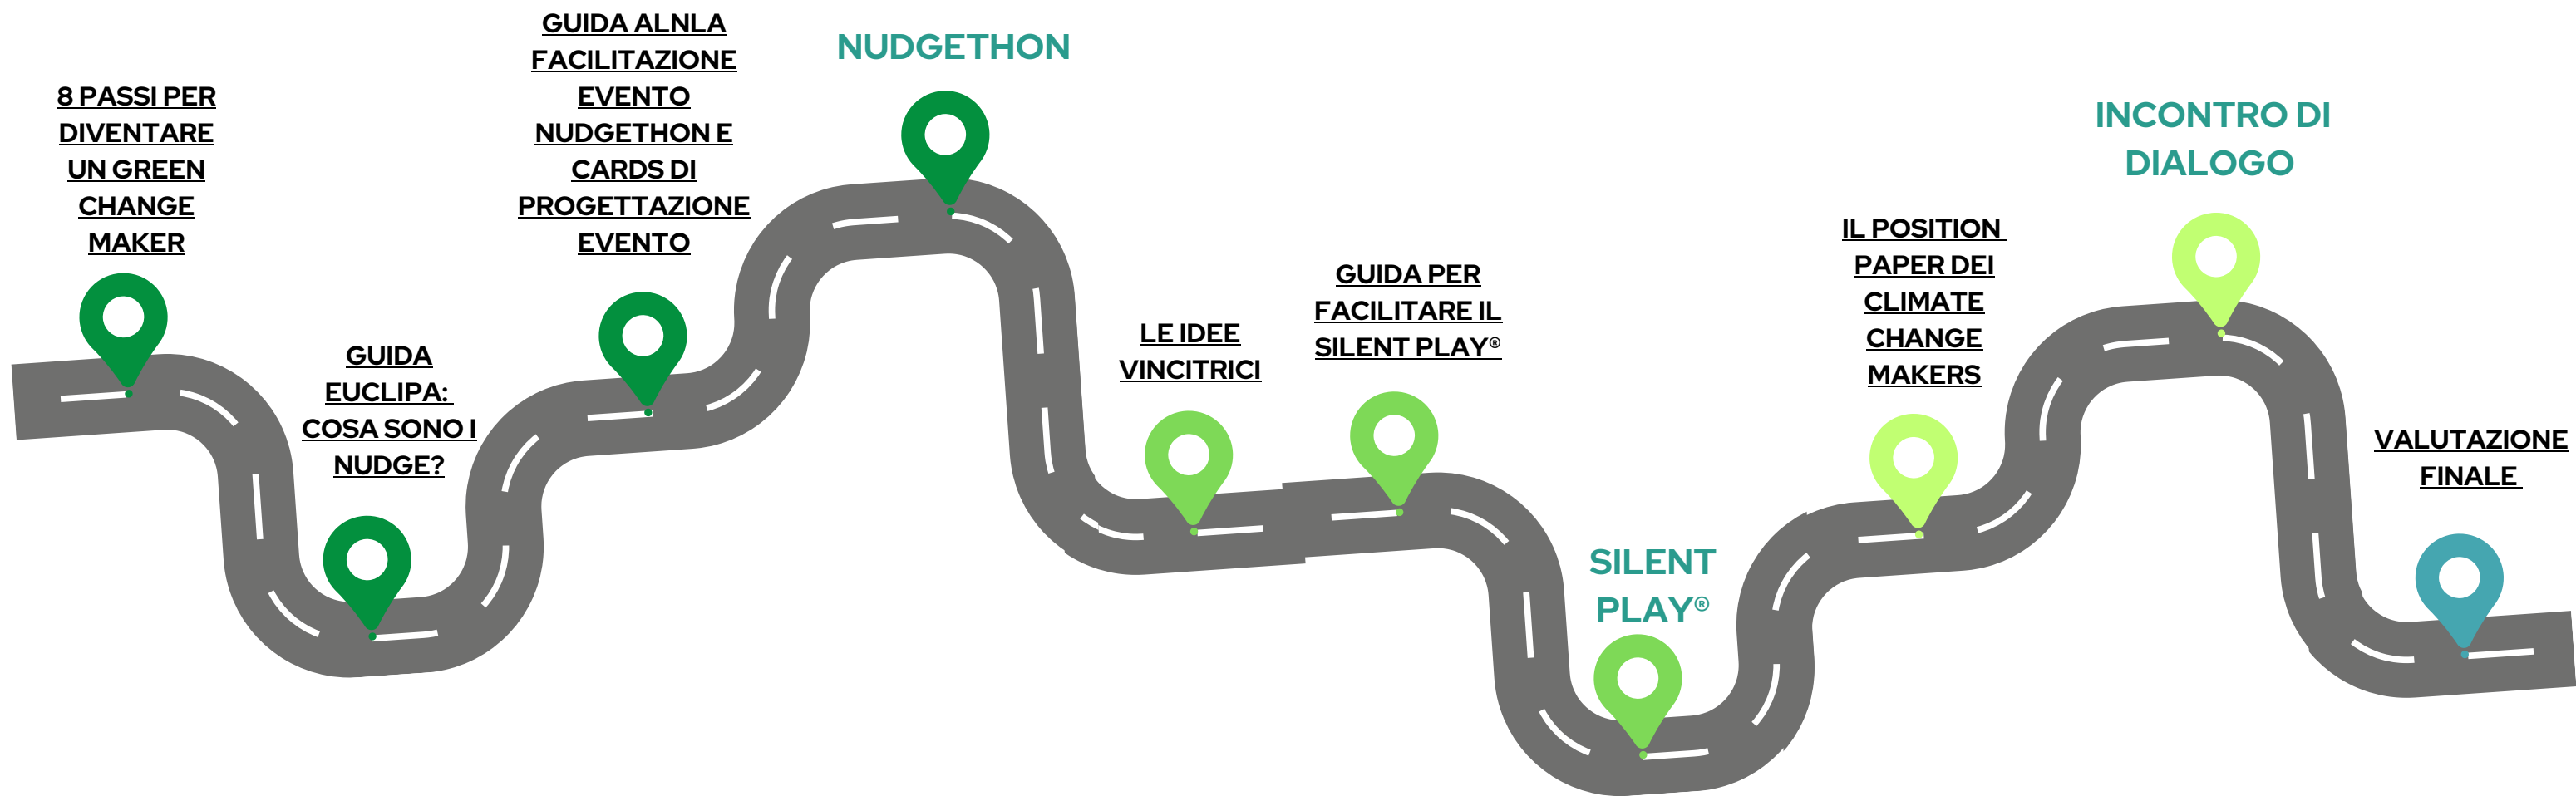 8 PASSI PER
DIVENTARE
UN GREEN
CHANGE
MAKER
GUIDA
EUCLIPA:
COSA SONO I
NUDGE?
GUIDA ALNLA
FACILITAZIONE
EVENTO
NUDGETHON E
CARDS DI
PROGETTAZIONE
EVENTO
NUDGETHON
LE IDEE
VINCITRICI
GUIDA PER
FACILITARE IL
SILENT PLAY®
SILENT
PLAY®
IL POSITION
PAPER DEI
CLIMATE
CHANGE
MAKERS
INCONTRO DI
DIALOGO
VALUTAZIONE
FINALE